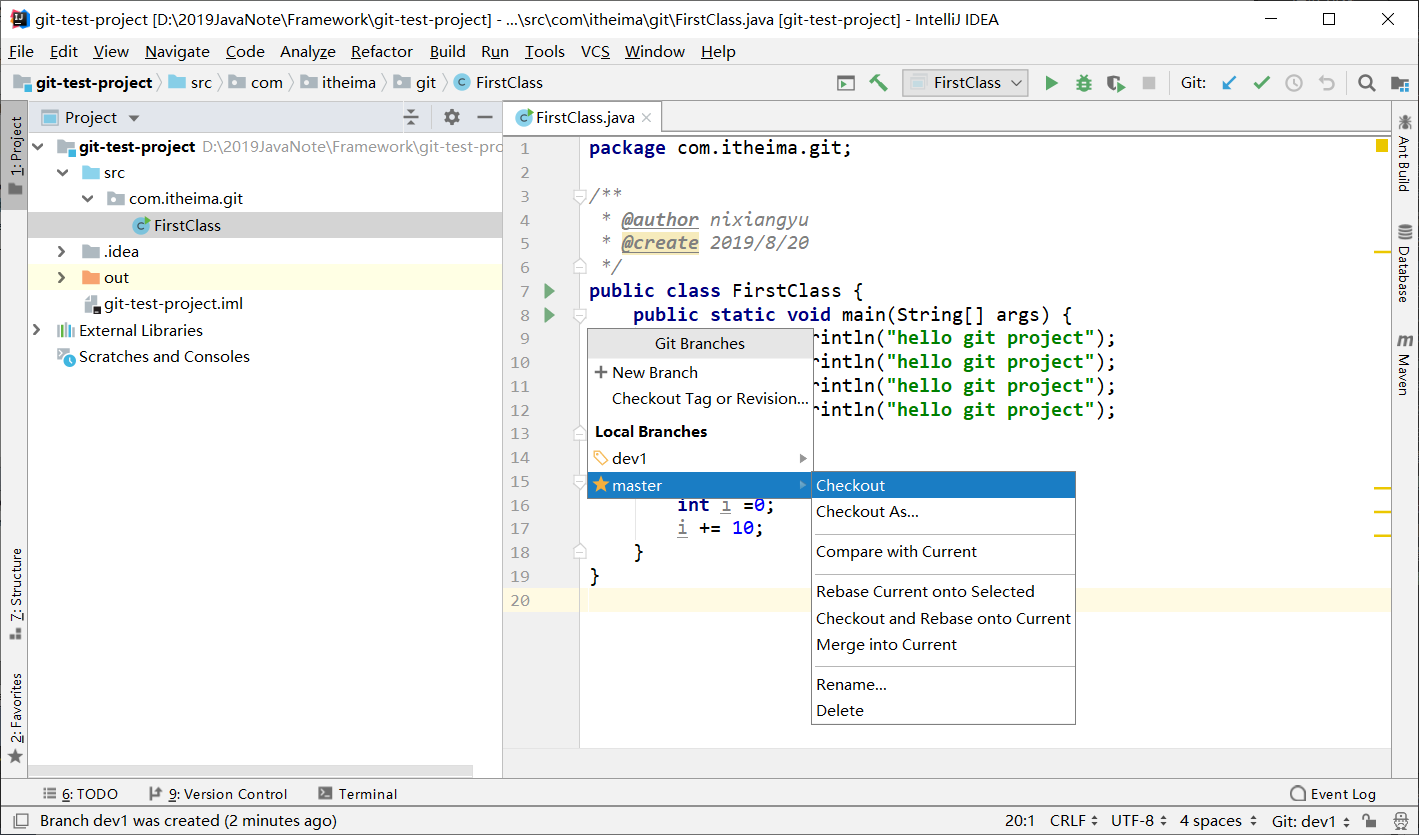 git-test-project [D:\2019JavaNote\Framework\git-test-project] - ...\src\com\itheima\git\FirstClass.java [git-test-project] - IntelliJ IDEA
File Edit View Navigate Code Analyze Refactor Build Run Tools VCS Window Help
git-test-project src com itheima git FirstClass FirstClass Git:
1: Project
Project
git-test-project D:\2019JavaNote\Framework\git-test-pro
src
com.itheima.git
FirstClass
.idea
out
git-test-project.iml
External Libraries
Scratches and Consoles
7: Structure
2: Favorites
FirstClass.java
1 package com.itheima.git;
2
3 /**
4 * @author nixiangyu
5 * @create 2019/8/20
6 */
7 public class FirstClass {
8 public static void main(String[] args) {
9 rintln("hello git project");
10 rintln("hello git project");
11 rintln("hello git project");
12 rintln("hello git project");
13
14
15
16 int i =0;
17 i += 10;
18 }
19 }
20
Git Branches
New Branch
Checkout Tag or Revision...
Local Branches
dev1
master
Checkout
Checkout As...
Compare with Current
Rebase Current onto Selected
Checkout and Rebase onto Current
Merge into Current
Rename...
Delete
Ant Build
Database
m Maven
6: TODO 9: Version Control Terminal Event Log
Branch dev1 was created (2 minutes ago) 20:1 CRLF UTF-8 4 spaces Git: dev1